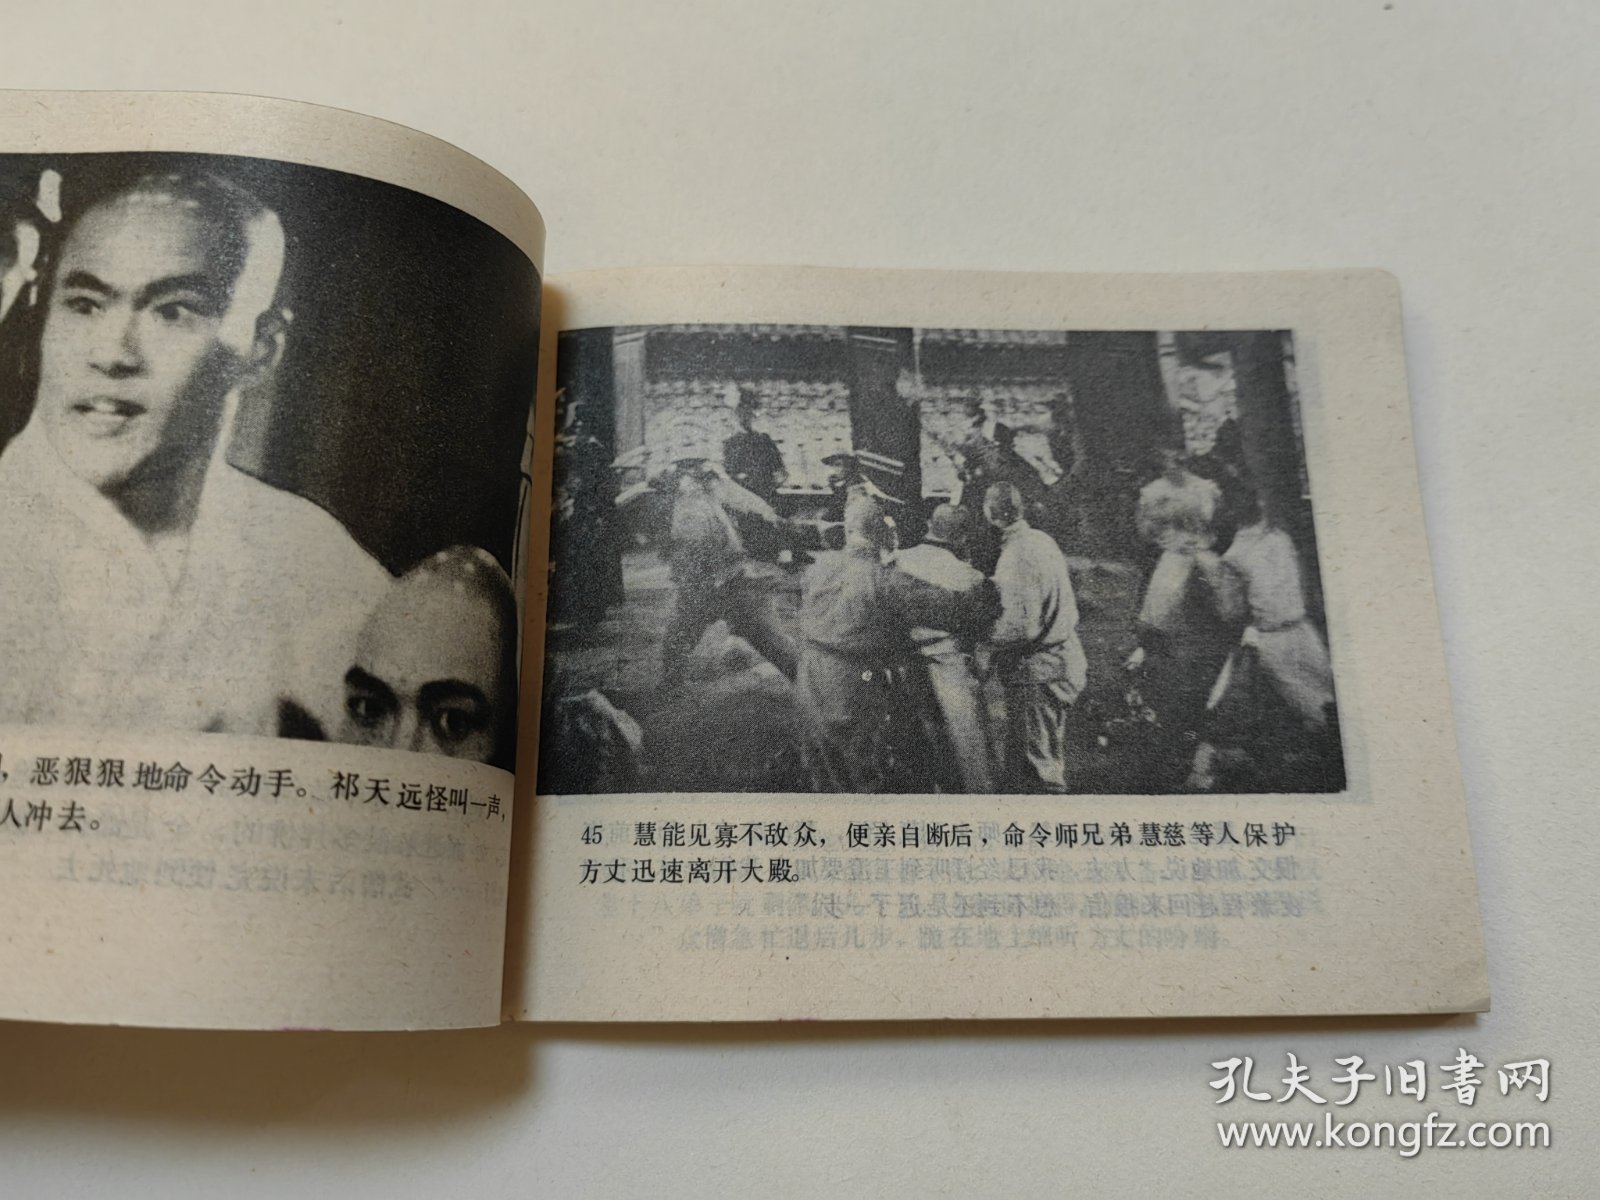 ，恶狠狠地命令动手。祁天远怪叫一声，
人冲去。
45 慧能见寡不敌众，便亲自断后，命令师兄弟慧慈等人保护
方丈迅速离开大殿。
孔夫子旧书网
www.kongfz.com